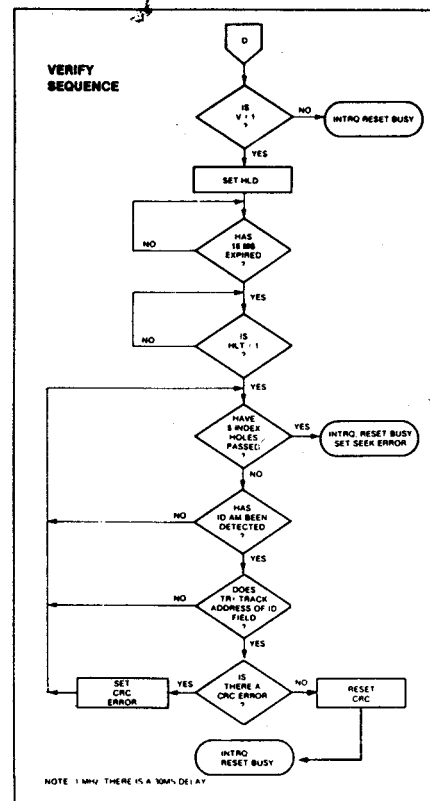 D
VERIFY
SEQUENCE
IS
V = 1
?
NO
INTRQ RESET BUSY
YES
SET HLD
HAS
15 MS
EXPIRED
?
NO
YES
IS
HLT = 1
?
NO
YES
HAVE
5 INDEX
HOLES
PASSED
?
YES
INTRQ. RESET BUSY
SET SEEK ERROR
NO
HAS
ID AM BEEN
DETECTED
?
NO
YES
DOES
TR = TRACK
ADDRESS OF ID
FIELD
?
NO
YES
IS
THERE A
CRC ERROR
?
YES
SET
CRC
ERROR
NO
RESET
CRC
INTRQ
RESET BUSY
NOTE 1 MHZ THERE IS A 30MS DELAY